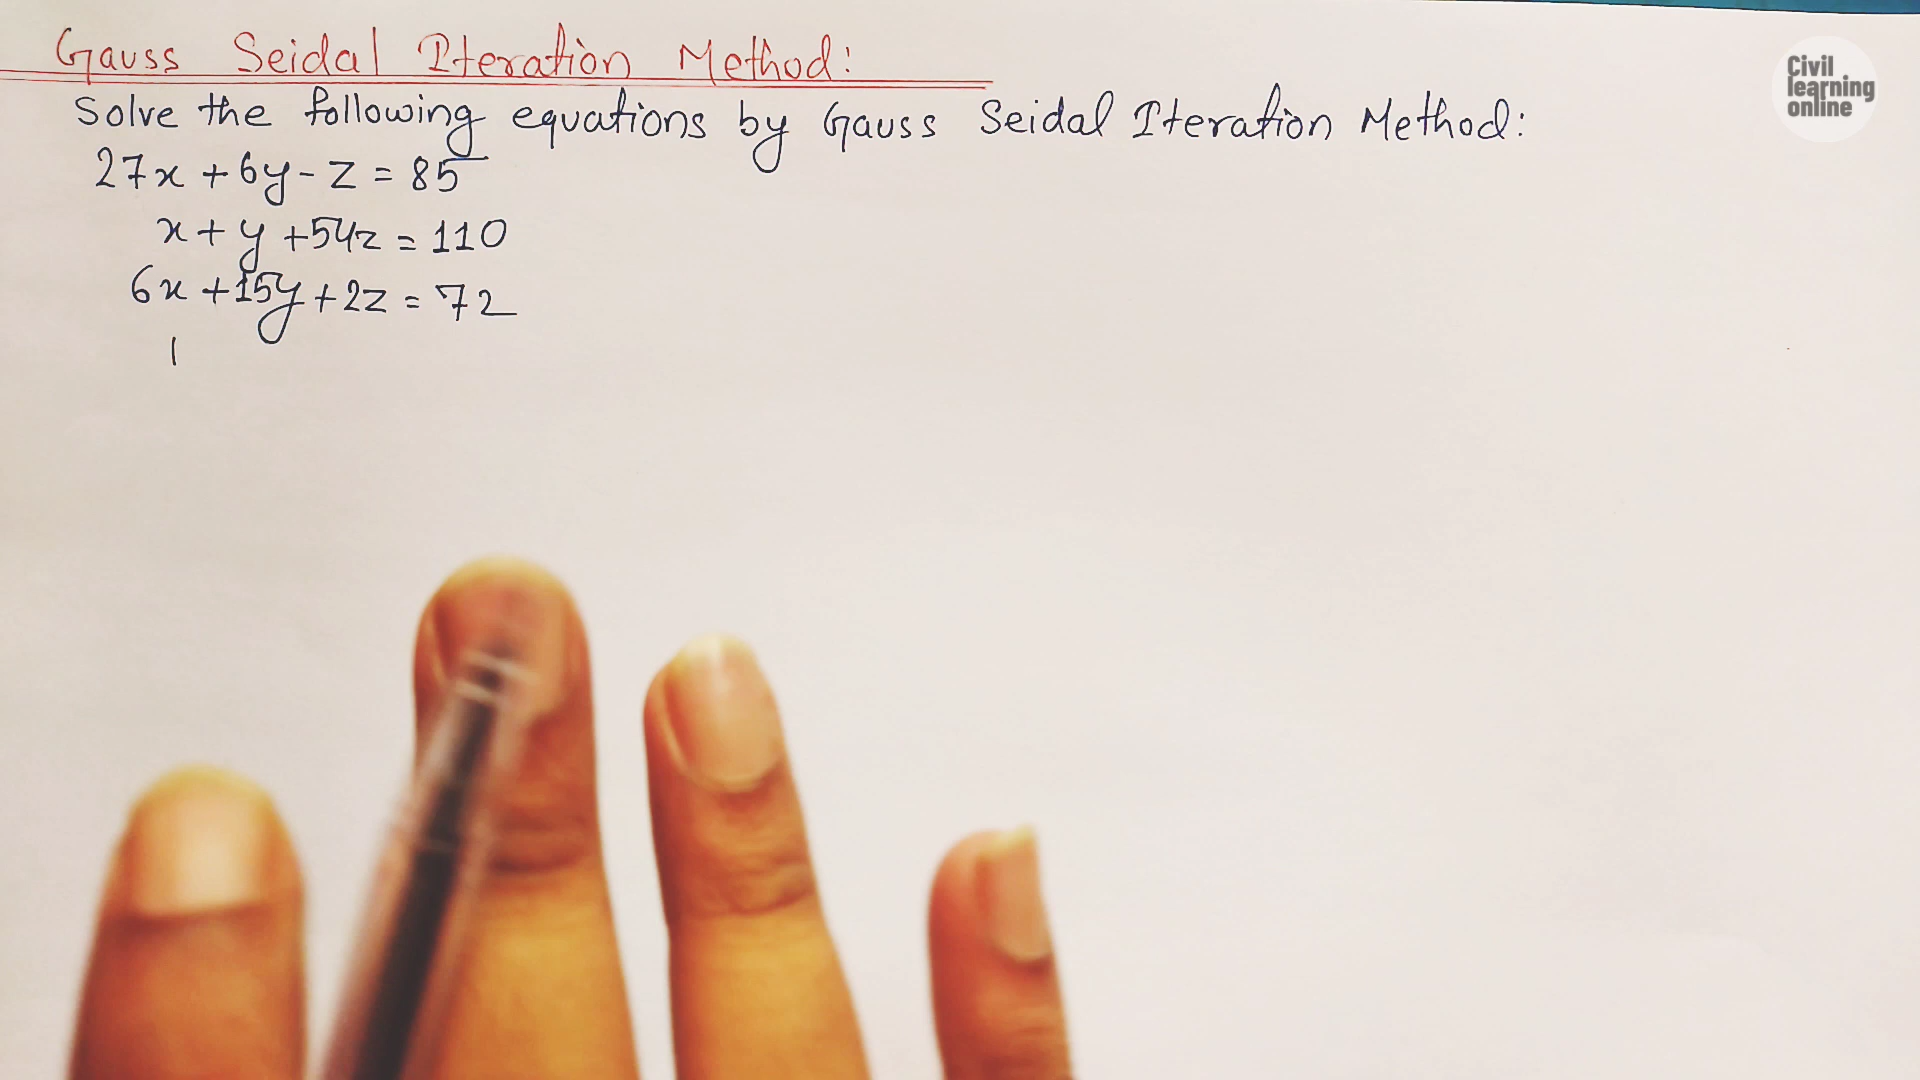 Gauss Seidal Iteration Method:
Solve the following equations by Gauss Seidal Iteration Method:
27x + 6y - z = 85
x + y + 54z = 110
6x + 15y + 2z = 72
Civil
learning
online